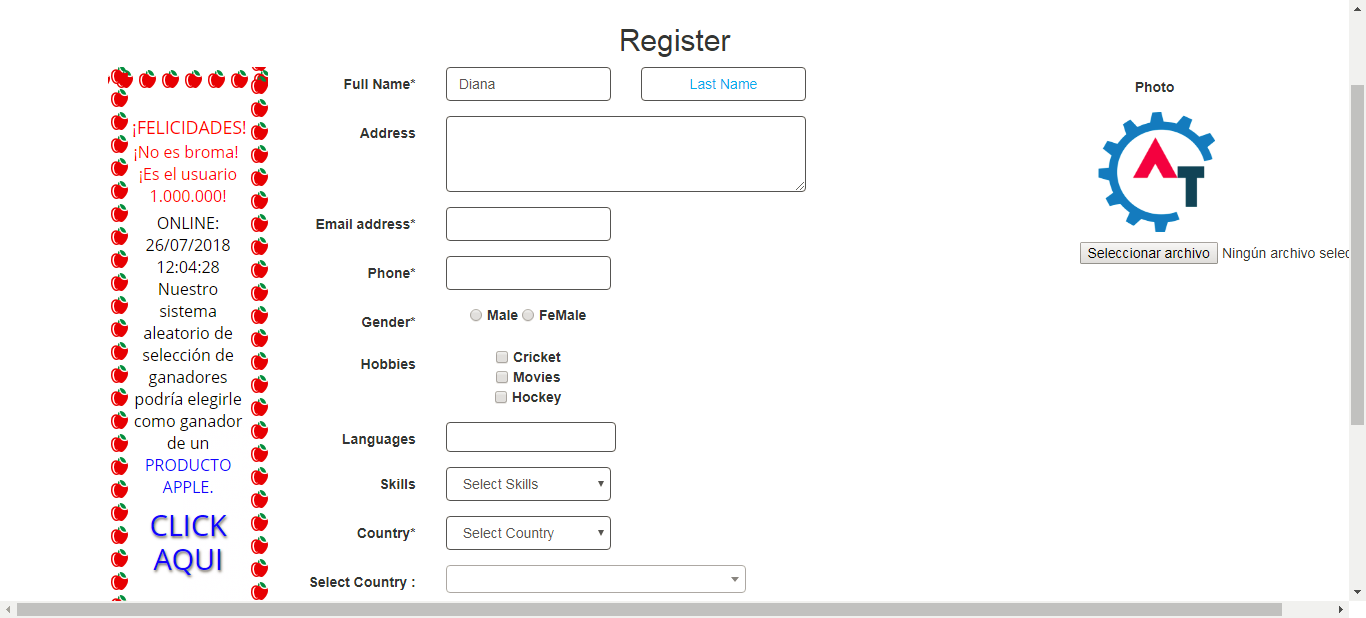 Register
¡FELICIDADES!
¡No es broma!
¡Es el usuario
1.000.000!
ONLINE:
26/07/2018
12:04:28
Nuestro
sistema
aleatorio de
selección de
ganadores
podría elegirle
como ganador
de un
PRODUCTO
APPLE.
CLICK
AQUI
Full Name* Diana Last Name
Address
Email address*
Phone*
Gender* Male FeMale
Hobbies Cricket
Movies
Hockey
Languages
Skills Select Skills
Country* Select Country
Select Country :
Photo
AT
Seleccionar archivo Ningún archivo selec